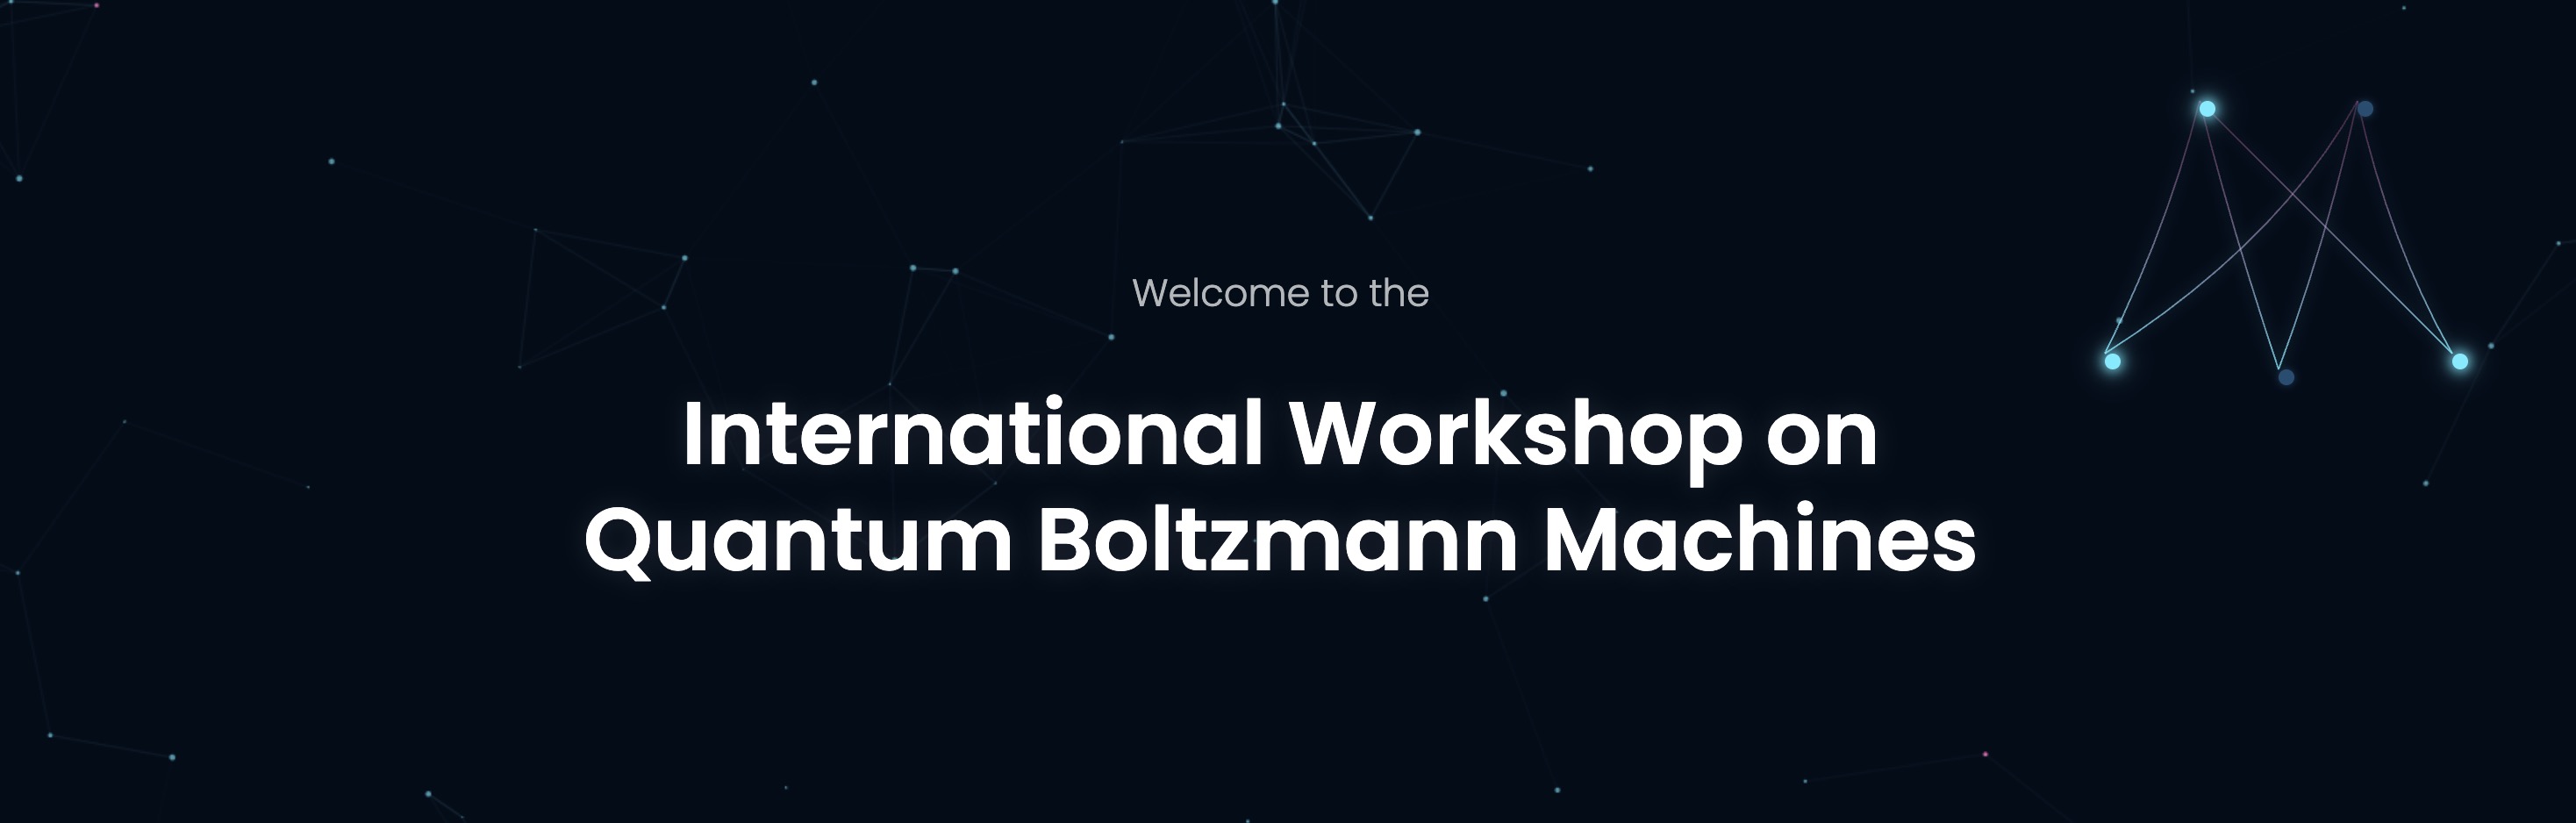 Welcome to the
International Workshop on
Quantum Boltzmann Machines